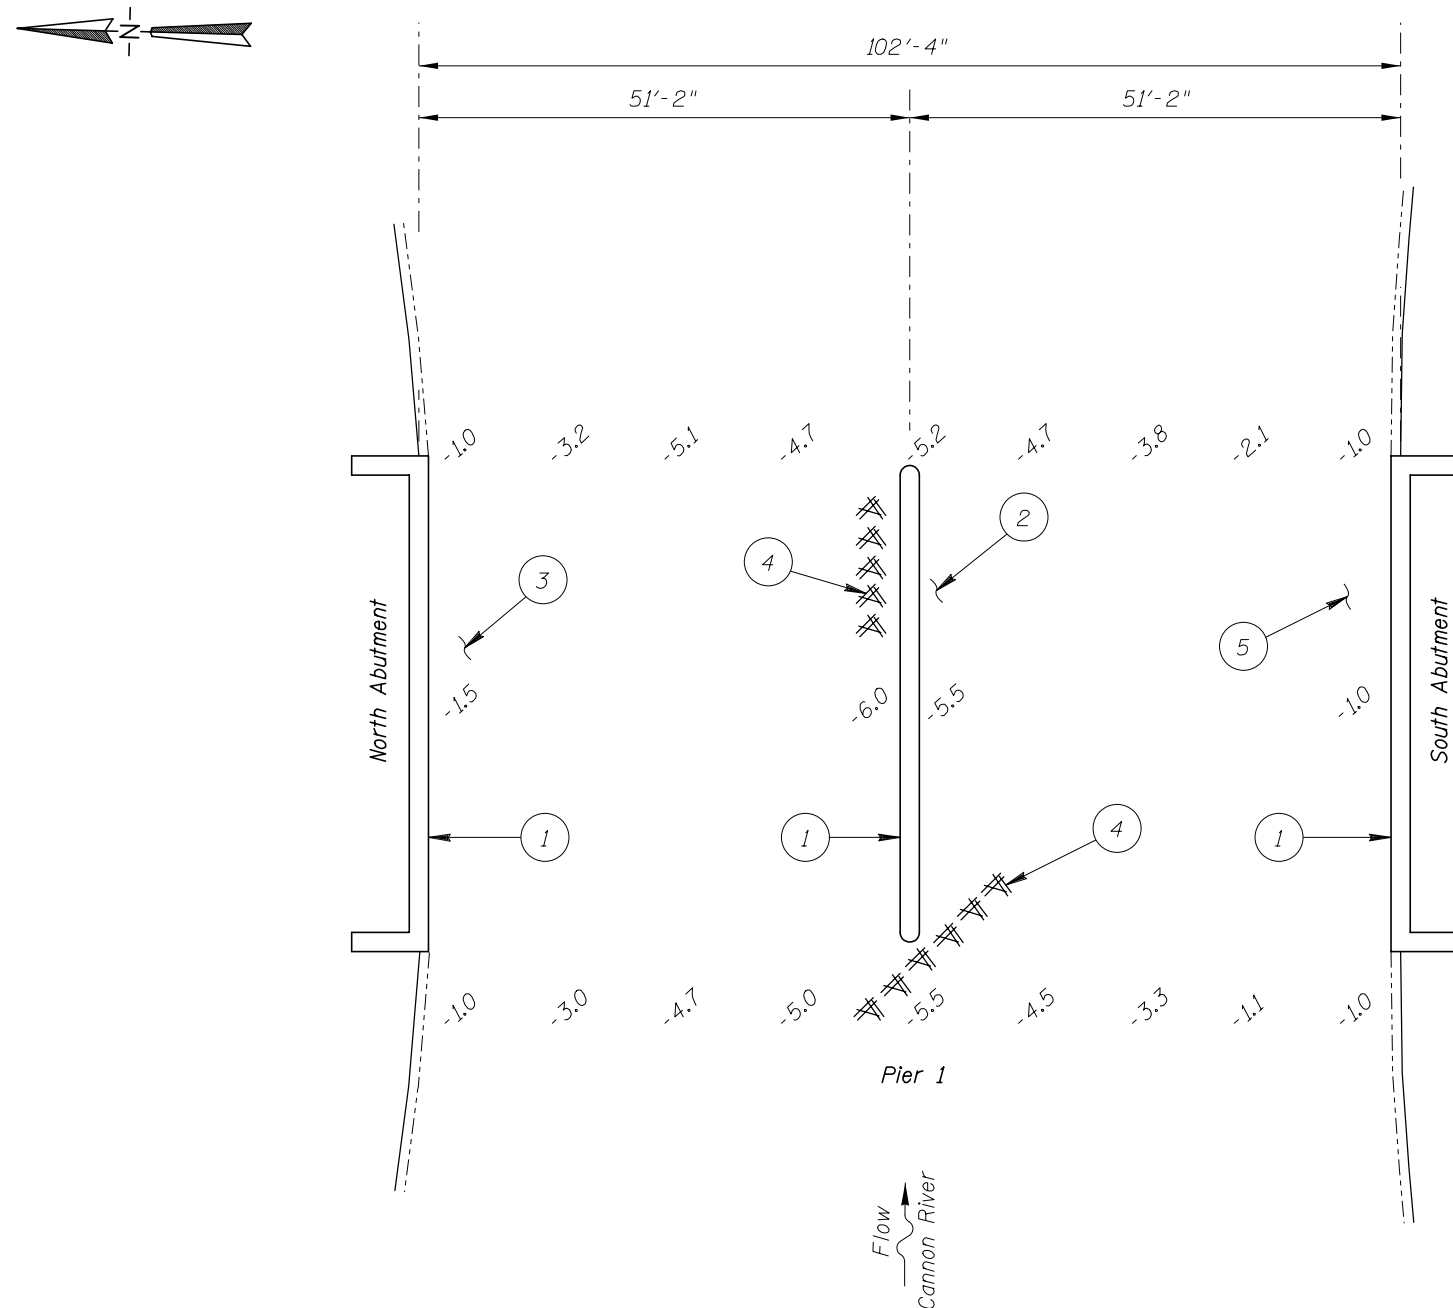 N
102'-4"
51'-2" 51'-2"
-1.0 -3.2 -5.1 -4.7 -5.2 -4.7 -3.8 -2.1 -1.0
2
4
3
5
North Abutment
South Abutment
-1.5 -6.0 -5.5 -1.0
4
1 1 1
-1.0 -3.0 -4.7 -5.0 -5.5 -4.5 -3.3 -1.1 -1.0
Pier 1
Flow
Cannon River